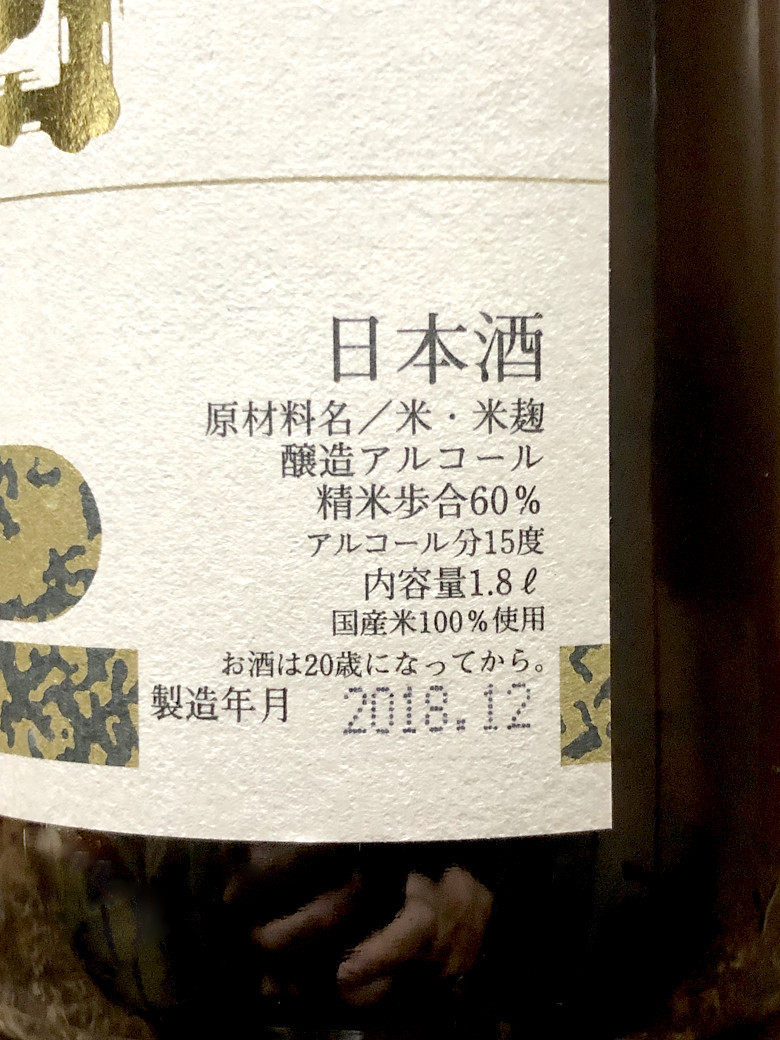 日本酒
原材料名／米・米麹
醸造アルコール
精米歩合60％
アルコール分15度
内容量1.8ℓ
国産米100％使用
お酒は20歳になってから。
製造年月 2018.12